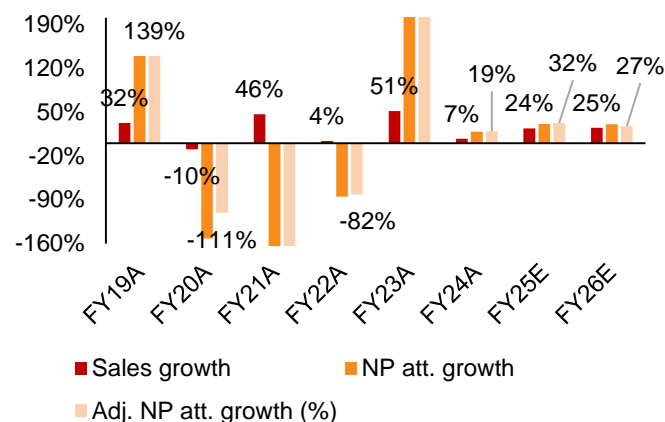 190%
120%
50%
-20%
-90%
-160%
139%
32%
-10%
-111%
46%
4%
-82%
51%
7%
19%
24%
32%
25%
27%
FY19A
FY20A
FY21A
FY22A
FY23A
FY24A
FY25E
FY26E
Sales growth
NP att. growth
Adj. NP att. growth (%)